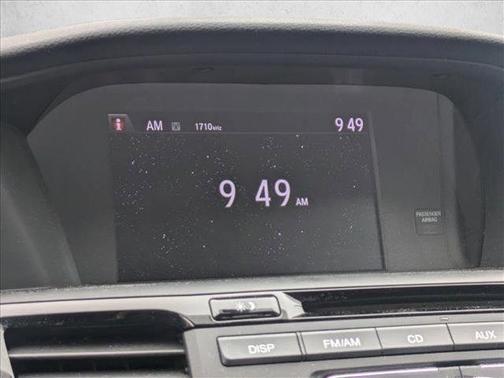 i AM 1710kHz 9 49
9 49 AM
PASSENGER
AIRBAG
DISP FM/AM CD AUX